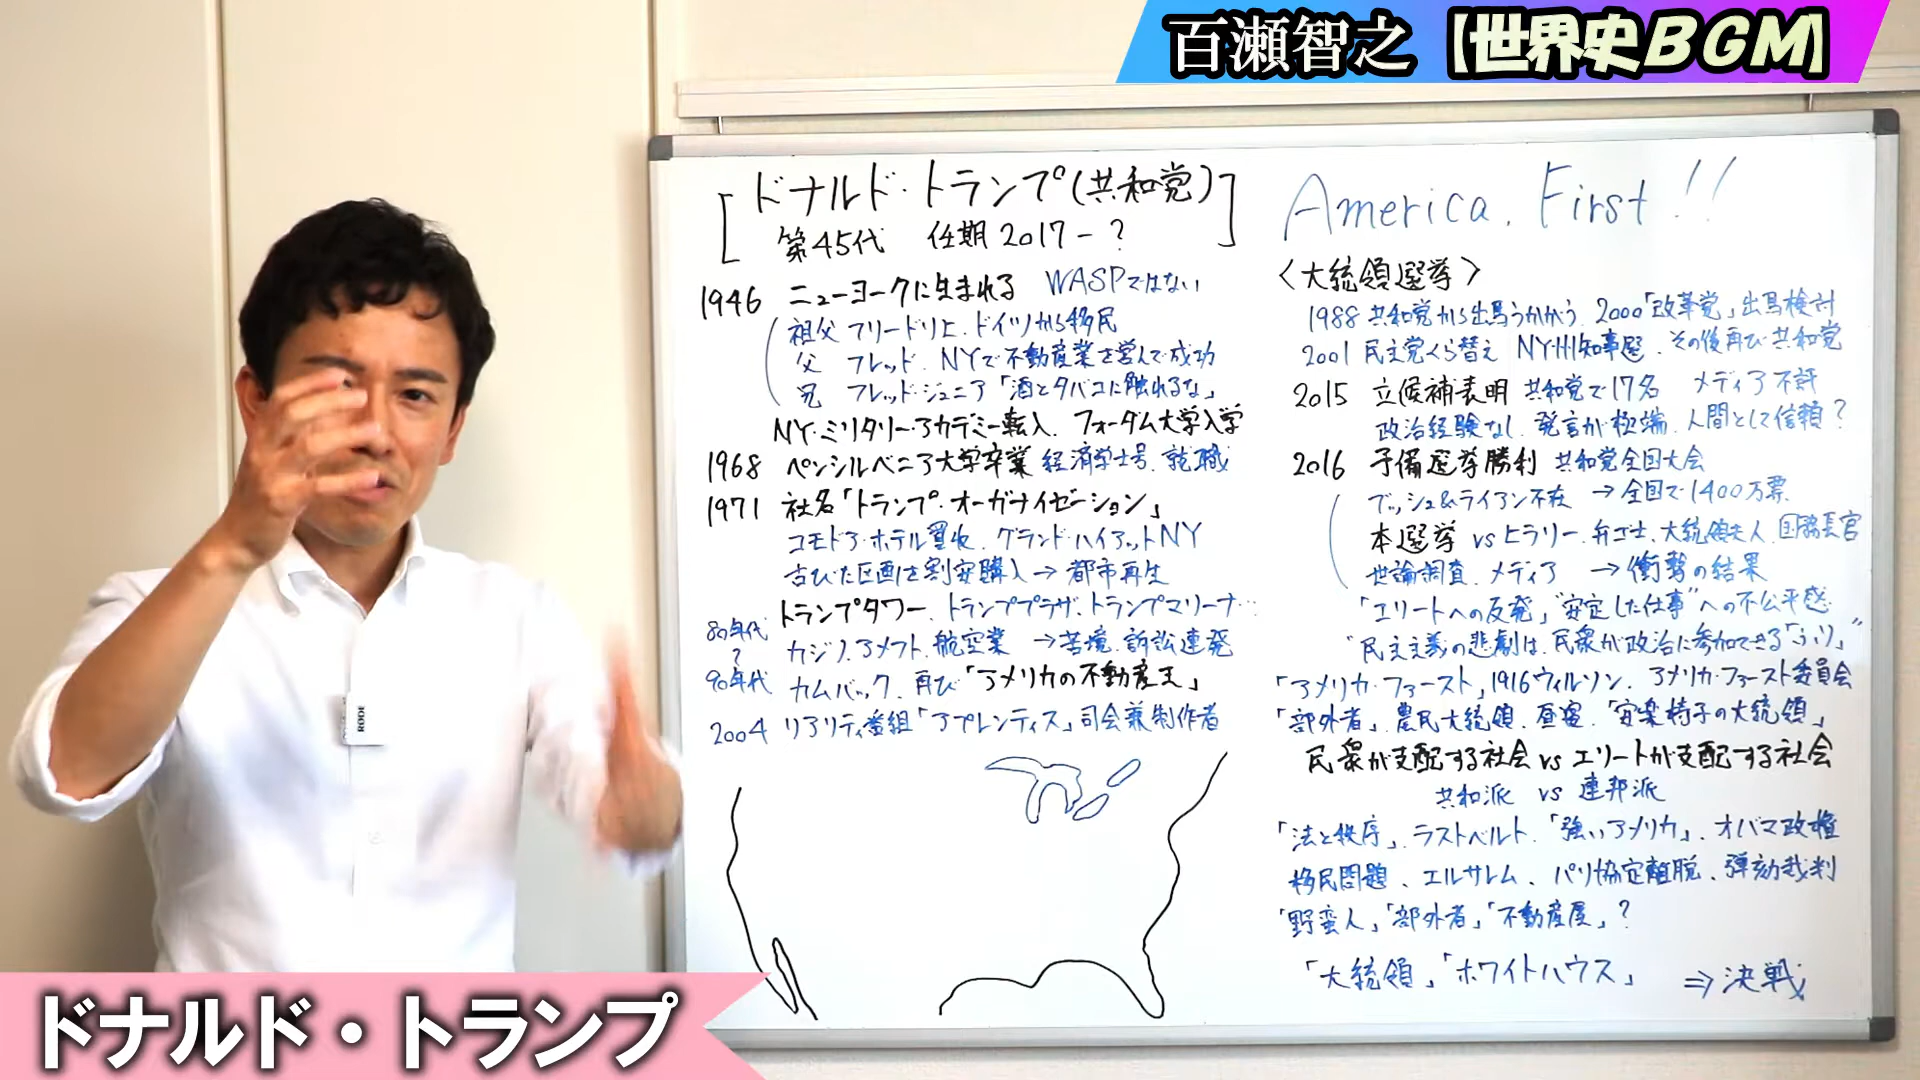 百瀬智之【世界史BGM】
ドナルド・トランプ(共和党)
第45代 任期2017-?
1946 ニューヨークに生まれる WASPではない
祖父 フリードリヒ.ドイツから移民
父 フレッド.NYで不動産業を営んで成功
兄 フレッド・ジュニア「酒とタバコに触れるな」
NY・ミリタリーアカデミー転入.フォーダム大学入学
1968 ペンシルベニア大学卒業 経済学士号.就職
1971 社名「トランプ・オーガナイゼーション」
コモドア・ホテル買収.グランド・ハイアットNY
古びた区画を割安購入→都市再生
トランプタワー.トランププラザ.トランプマリーナ…
80年代
〜
90年代
カジノ.アメフト.航空業 →苦境.訴訟連発
カムバック.再び「アメリカの不動産王」
2004 リアリティ番組「アプレンティス」司会兼制作者
America First!!
<大統領選挙>
1988 共和党から出馬うかがう.2000「改革党」出馬検討
2001 民主党くら替え NY州知事選.その後再び共和党
2015 立候補表明 共和党で17名 メディア不評
政治経験なし.発言が極端.人間として信頼?
2016 予備選挙勝利 共和党全国大会
ブッシュ&ライアン不在 →全国で1400万票
本選挙 vsヒラリー.弁護士.大統領夫人.国務長官
世論調査.メディア →衝撃の結果
「エリートへの反発」"安定した仕事"への不公平感
"民主主義の悲劇は.民衆が政治に参加できる「ふり」"
「アメリカ・ファースト」1916ウィルソン.アメリカ・ファースト委員会
「部外者」.農民大統領.昼寝.「安楽椅子の大統領」
民衆が支配する社会vsエリートが支配する社会
共和派 vs 連邦派
「法と秩序」.ラストベルト.「強いアメリカ」.オバマ政権
移民問題.エルサレム.パリ協定離脱.弾劾裁判
「野蛮人」「部外者」「不動産屋」?
「大統領」「ホワイトハウス」 ⇒決戦
RODE
ドナルド・トランプ